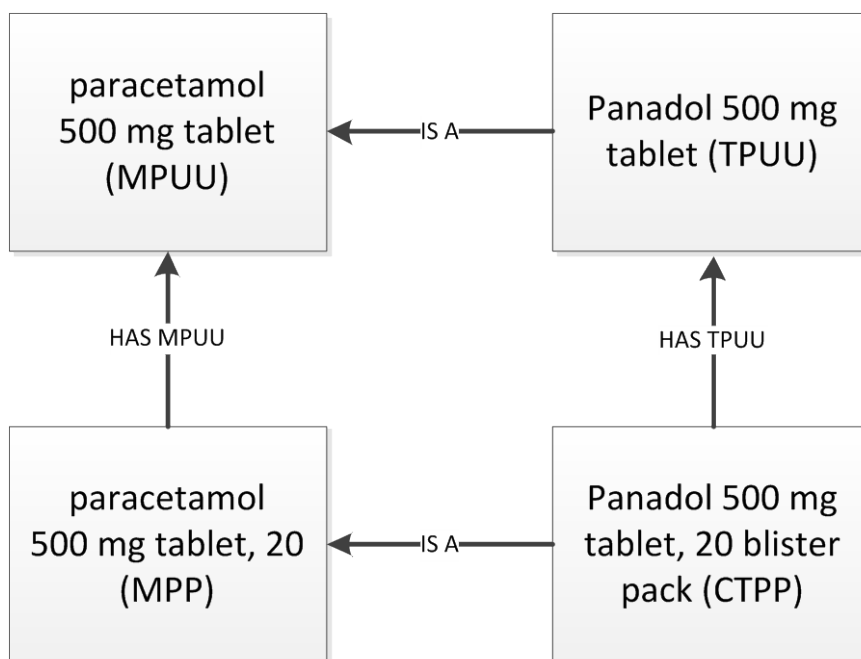 paracetamol
500 mg tablet
(MPUU)
IS A
Panadol 500 mg
tablet (TPUU)
HAS MPUU
HAS TPUU
paracetamol
500 mg tablet, 20
(MPP)
IS A
Panadol 500 mg
tablet, 20 blister
pack (CTPP)